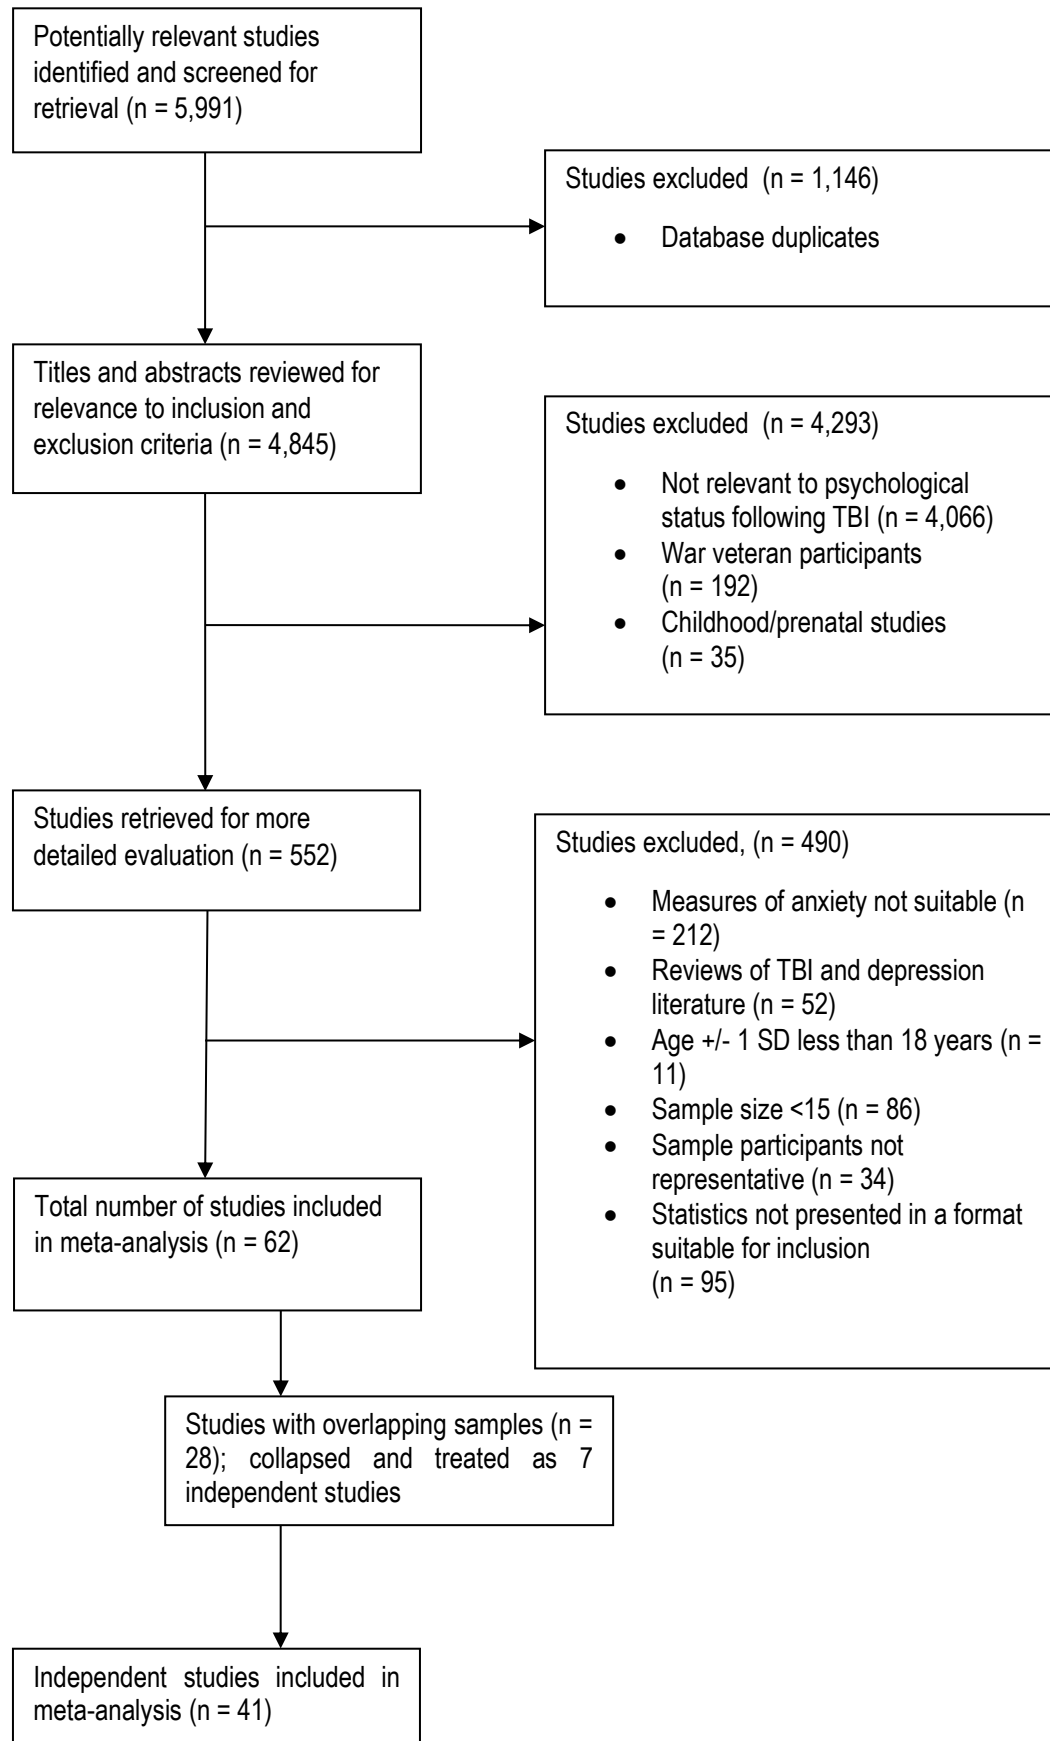 Potentially relevant studies
identified and screened for
retrieval (n = 5,991)
Studies excluded  (n = 1,146)
• Database duplicates
Titles and abstracts reviewed for
relevance to inclusion and
exclusion criteria (n = 4,845)
Studies excluded  (n = 4,293)
• Not relevant to psychological
status following TBI (n = 4,066)
• War veteran participants
(n = 192)
• Childhood/prenatal studies
(n = 35)
Studies retrieved for more
detailed evaluation (n = 552)
Studies excluded, (n = 490)
• Measures of anxiety not suitable (n
= 212)
• Reviews of TBI and depression
literature (n = 52)
• Age +/- 1 SD less than 18 years (n =
11)
• Sample size <15 (n = 86)
• Sample participants not
representative (n = 34)
• Statistics not presented in a format
suitable for inclusion
(n = 95)
Total number of studies included
in meta-analysis (n = 62)
Studies with overlapping samples (n =
28); collapsed and treated as 7
independent studies
Independent studies included in
meta-analysis (n = 41)